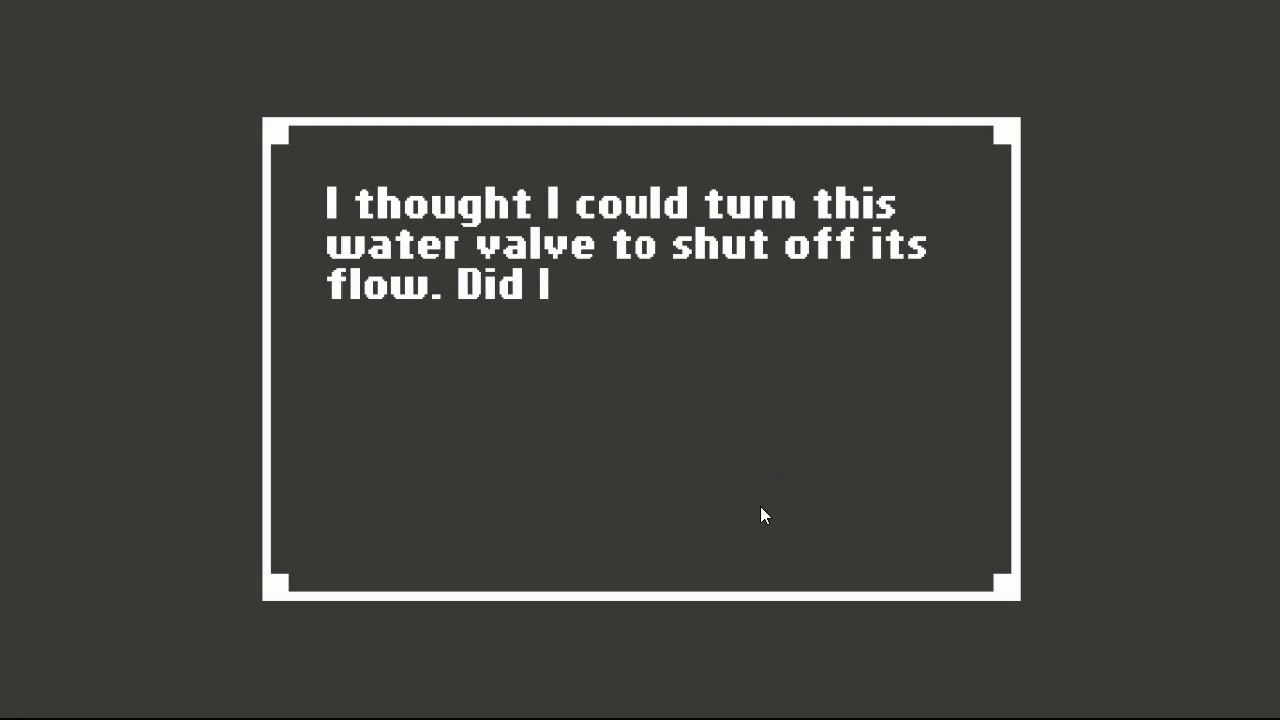 I thought I could turn this
water valve to shut off its
flow. Did I